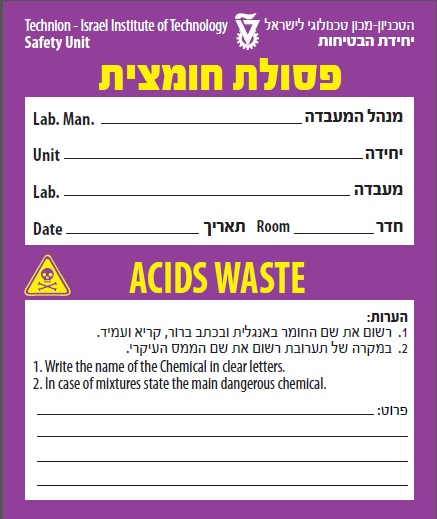 Technion - Israel Institute of Technology הטכניון-מכון טכנולוגי לישראל
Safety Unit יחידת הבטיחות
פסולת חומצית
Lab. Man. מנהל המעבדה
Unit יחידה
Lab. מעבדה
Date תאריך Room חדר
ACIDS WASTE
הערות:
1. רשום את שם החומר באנגלית ובכתב ברור, קריא ועמיד.
2. במקרה של תערובת רשום את שם הממס העיקרי.
1. Write the name of the Chemical in clear letters.
2. In case of mixtures state the main dangerous chemical.
פרוט: